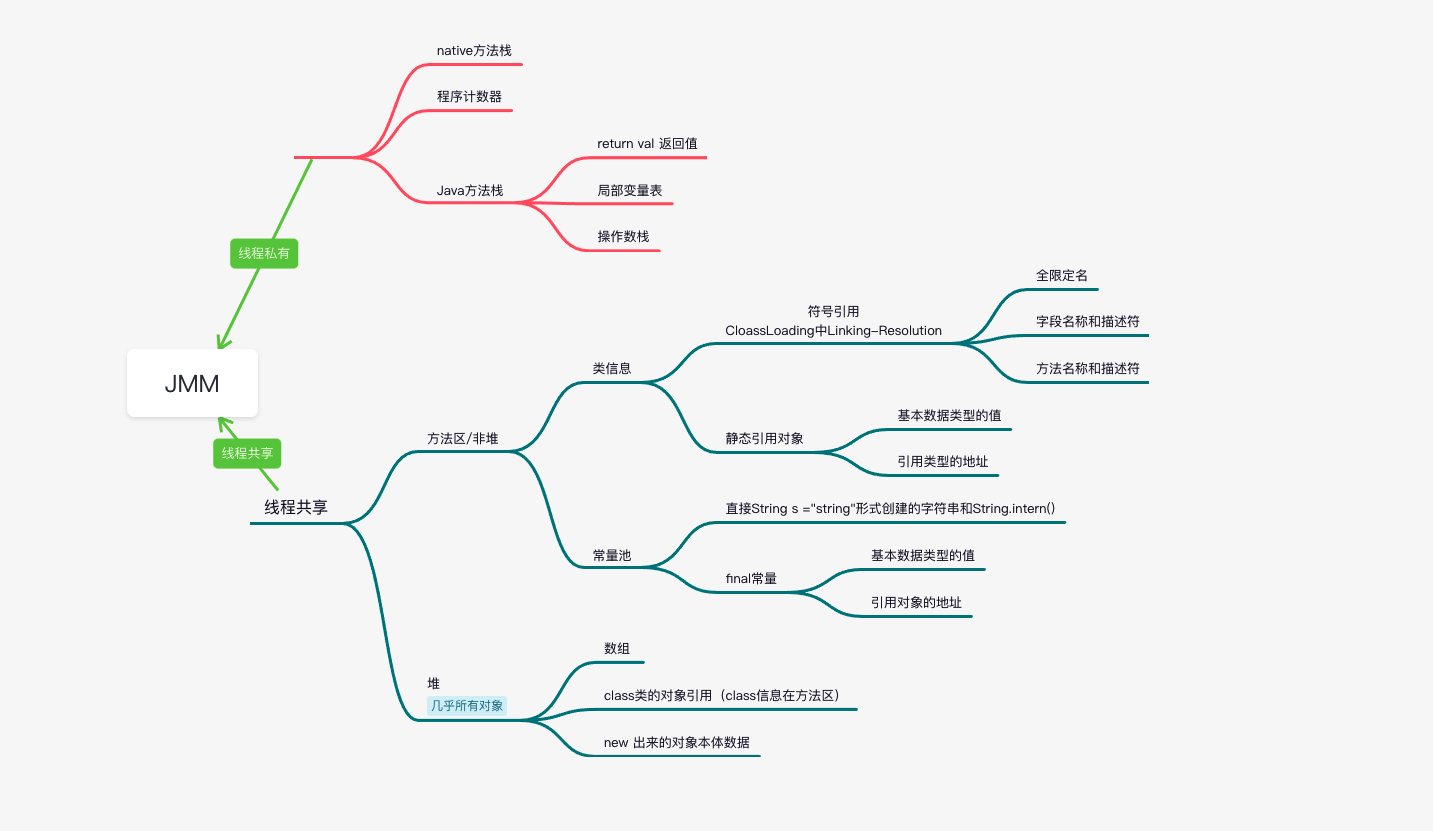 native方法栈
程序计数器
return val 返回值
Java方法栈
局部变量表
操作数栈
线程私有
JMM
线程共享
线程共享
方法区/非堆
类信息
符号引用
CloassLoading中Linking-Resolution
全限定名
字段名称和描述符
方法名称和描述符
静态引用对象
基本数据类型的值
引用类型的地址
常量池
直接String s ="string"形式创建的字符串和String.intern()
final常量
基本数据类型的值
引用对象的地址
堆
几乎所有对象
数组
class类的对象引用（class信息在方法区）
new 出来的对象本体数据